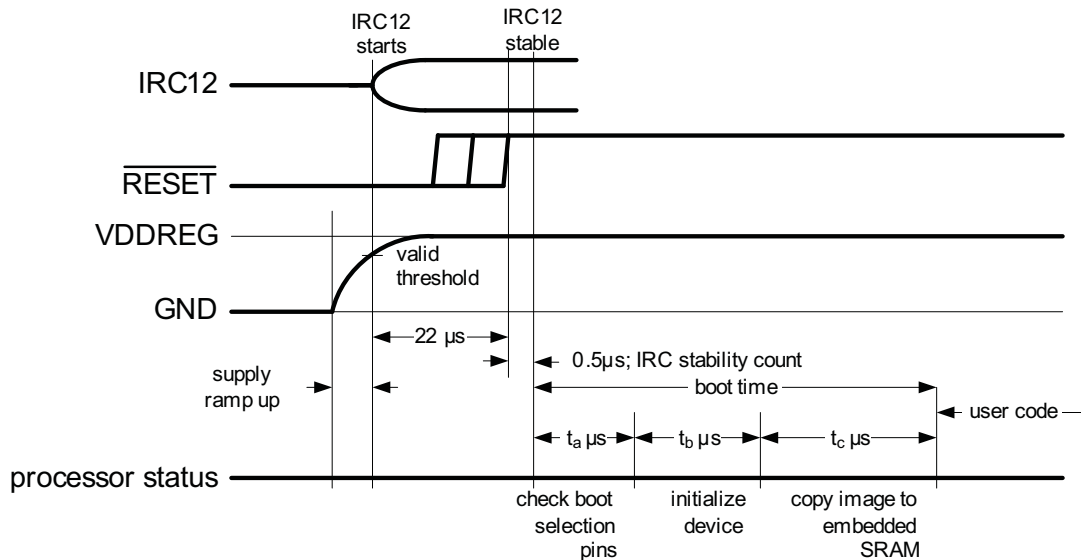 IRC12
starts
IRC12
stable
IRC12
RESET
VDDREG
valid
threshold
GND
22 μs
0.5μs; IRC stability count
supply
ramp up
boot time
user code
ta μs
tb μs
tc μs
processor status
check boot
selection
pins
initialize
device
copy image to
embedded
SRAM